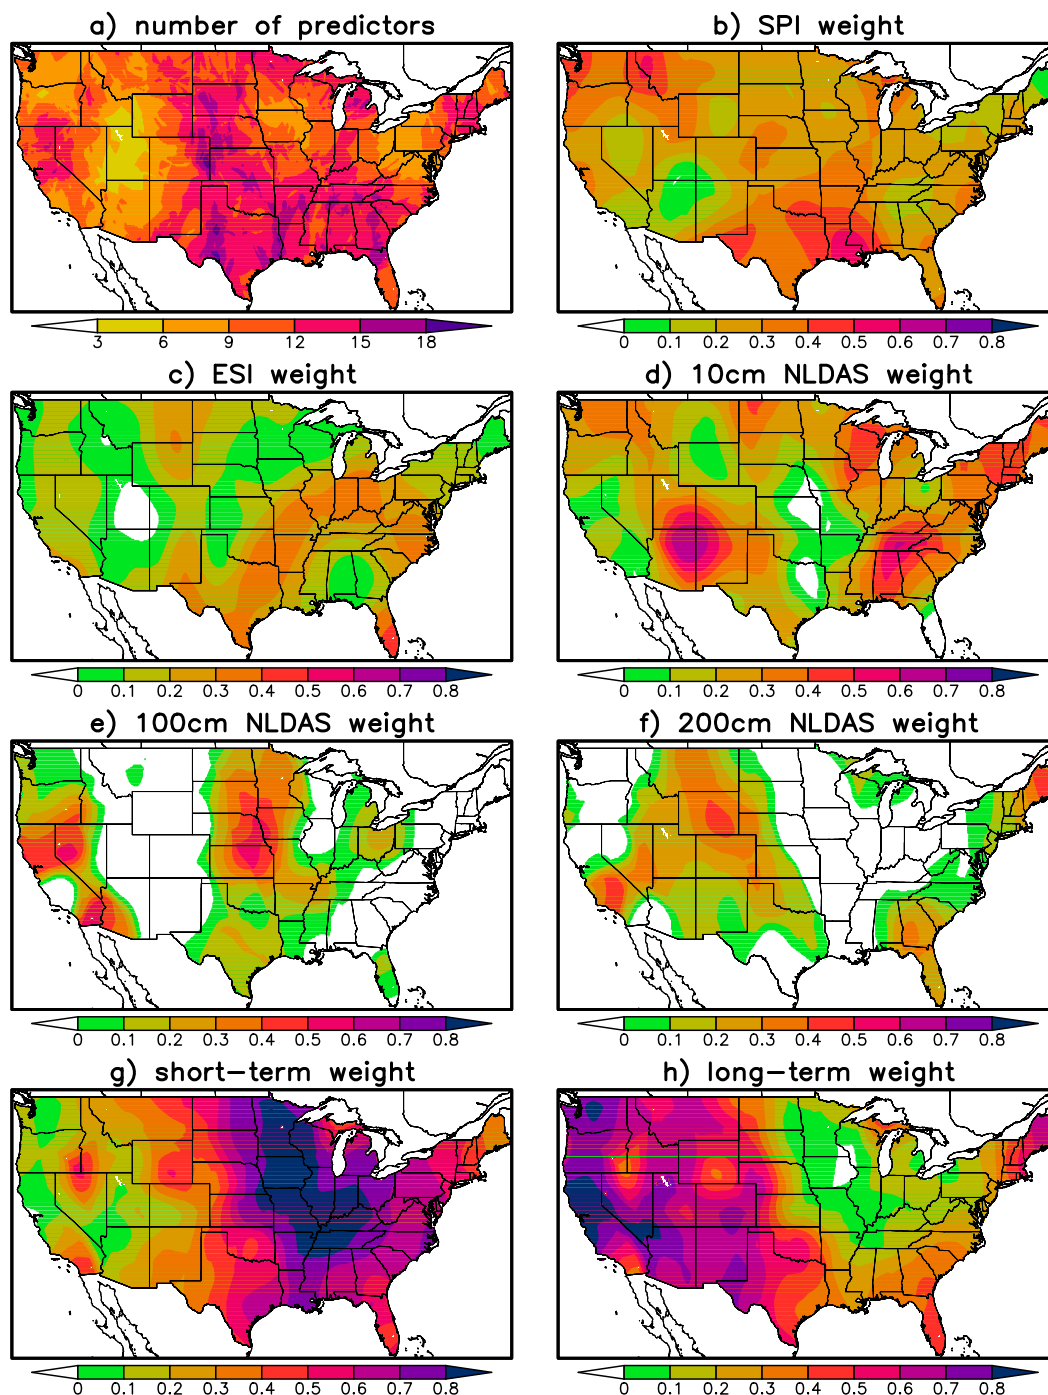 a) number of predictors
b) SPI weight
3 6 9 12 15 18
0 0.1 0.2 0.3 0.4 0.5 0.6 0.7 0.8
c) ESI weight
d) 10cm NLDAS weight
0 0.1 0.2 0.3 0.4 0.5 0.6 0.7 0.8
0 0.1 0.2 0.3 0.4 0.5 0.6 0.7 0.8
e) 100cm NLDAS weight
f) 200cm NLDAS weight
0 0.1 0.2 0.3 0.4 0.5 0.6 0.7 0.8
0 0.1 0.2 0.3 0.4 0.5 0.6 0.7 0.8
g) short-term weight
h) long-term weight
0 0.1 0.2 0.3 0.4 0.5 0.6 0.7 0.8
0 0.1 0.2 0.3 0.4 0.5 0.6 0.7 0.8